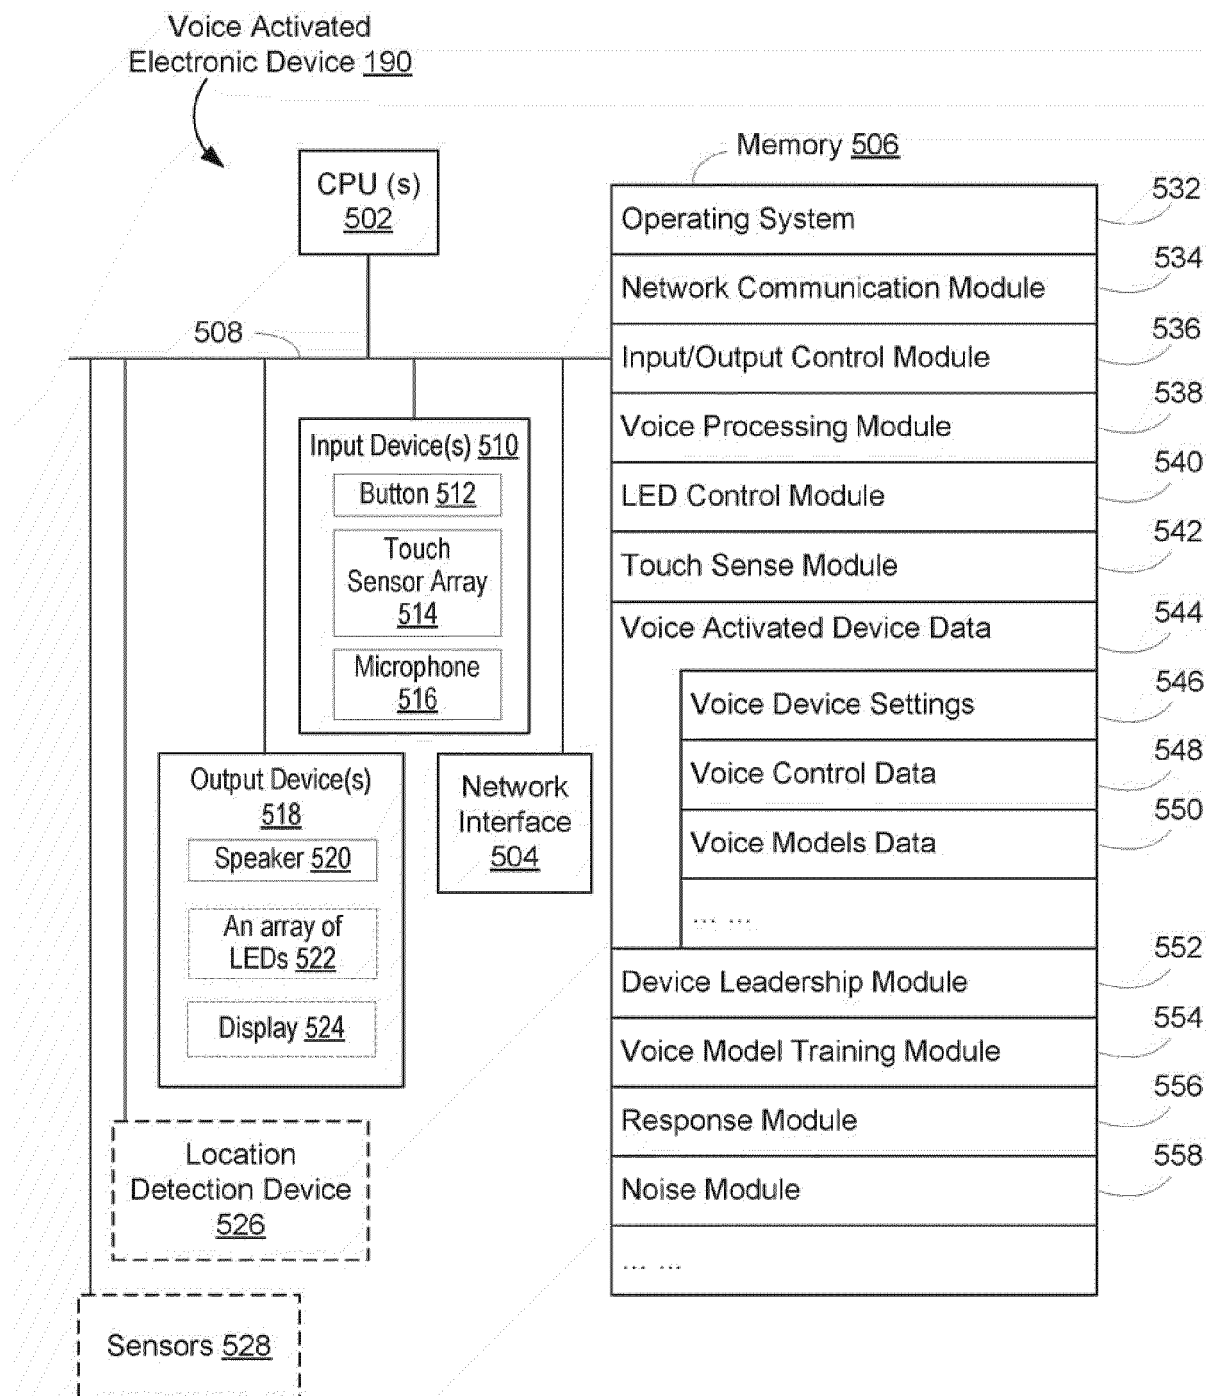 Voice Activated
Electronic Device 190
CPU (s)
502
508
Input Device(s) 510
Button 512
Touch
Sensor Array
514
Microphone
516
Output Device(s)
518
Speaker 520
An array of
LEDs 522
Display 524
Network
Interface
504
Location
Detection Device
526
Sensors 528
Memory 506
Operating System
532
Network Communication Module
534
Input/Output Control Module
536
Voice Processing Module
538
LED Control Module
540
Touch Sense Module
542
Voice Activated Device Data
544
Voice Device Settings
546
Voice Control Data
548
Voice Models Data
550
... ...
Device Leadership Module
552
Voice Model Training Module
554
Response Module
556
Noise Module
558
... ...